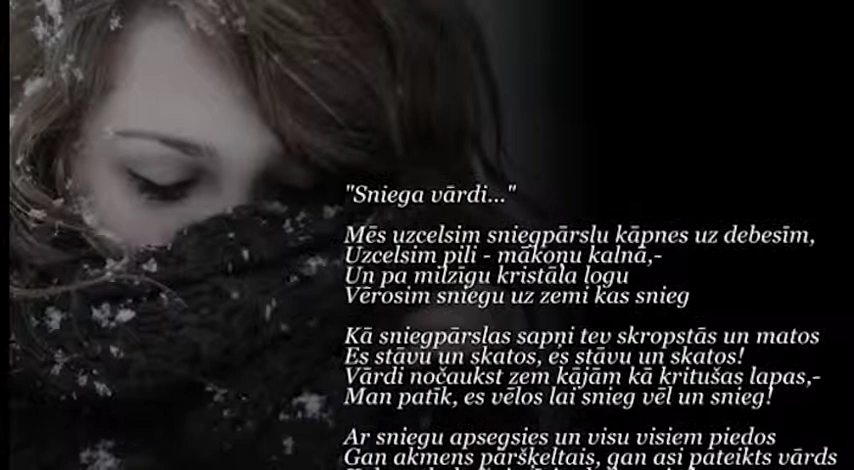 "Sniega vārdi..."
Mēs uzcelsim sniegpārslu kāpnes uz debesīm,
Uzcelsim pili - mākoņu kalnā,-
Un pa milzīgu kristāla logu
Vērosim sniegu uz zemi kas snieg
Kā sniegpārslas sapņi tev skropstās un matos
Es stāvu un skatos, es stāvu un skatos!
Vārdi nočaukst zem kājām kā kritušas lapas,-
Man patīk, es vēlos lai snieg vēl un snieg!
Ar sniegu apsegsies un visu visiem piedos
Gan akmens pāršķeltais, gan asi pateikts vārds